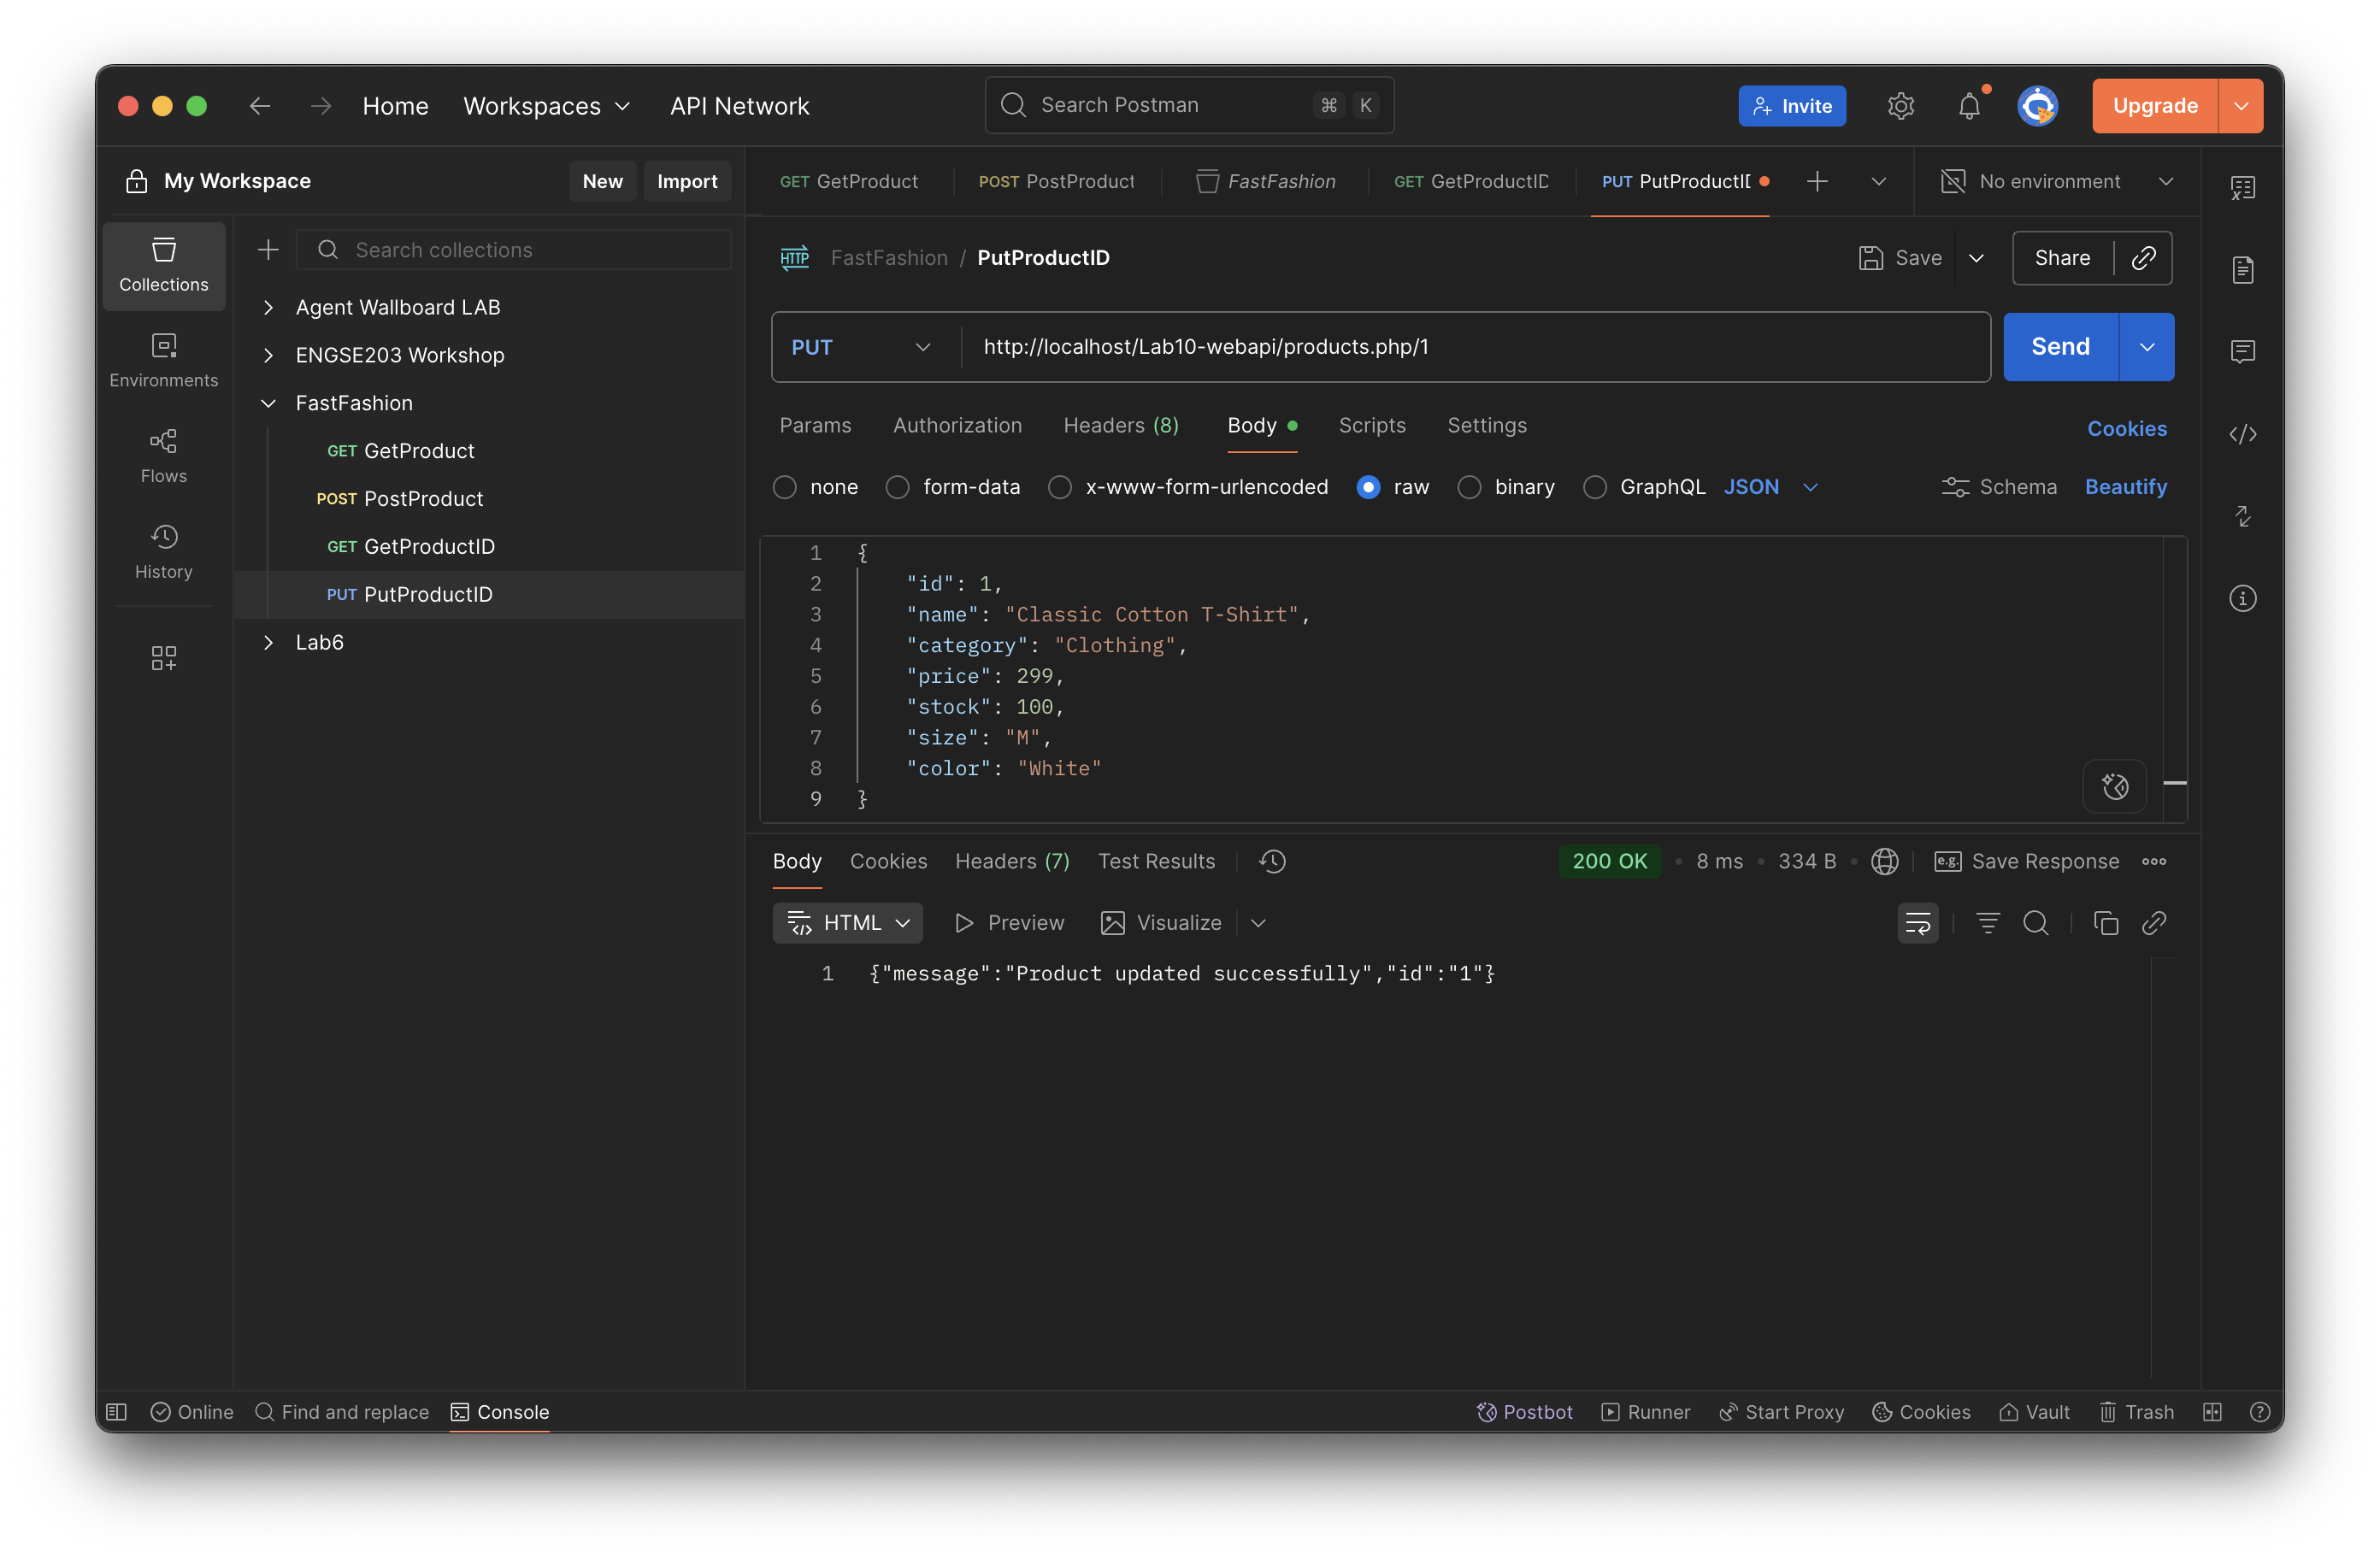 Home Workspaces API Network Search Postman ⌘ K Invite Upgrade
My Workspace New Import
GET GetProduct POST PostProduct FastFashion GET GetProductID PUT PutProductID No environment
Collections
Environments
Flows
History
Search collections
Agent Wallboard LAB
ENGSE203 Workshop
FastFashion
GET GetProduct
POST PostProduct
GET GetProductID
PUT PutProductID
Lab6
HTTP FastFashion / PutProductID Save Share
PUT http://localhost/Lab10-webapi/products.php/1 Send
Params Authorization Headers (8) Body Scripts Settings Cookies
none form-data x-www-form-urlencoded raw binary GraphQL JSON Schema Beautify
1 {
2 "id": 1,
3 "name": "Classic Cotton T-Shirt",
4 "category": "Clothing",
5 "price": 299,
6 "stock": 100,
7 "size": "M",
8 "color": "White"
9 }
Body Cookies Headers (7) Test Results 200 OK • 8 ms • 334 B • e.g. Save Response
HTML Preview Visualize
1 {"message":"Product updated successfully","id":"1"}
Online Find and replace Console Postbot Runner Start Proxy Cookies Vault Trash